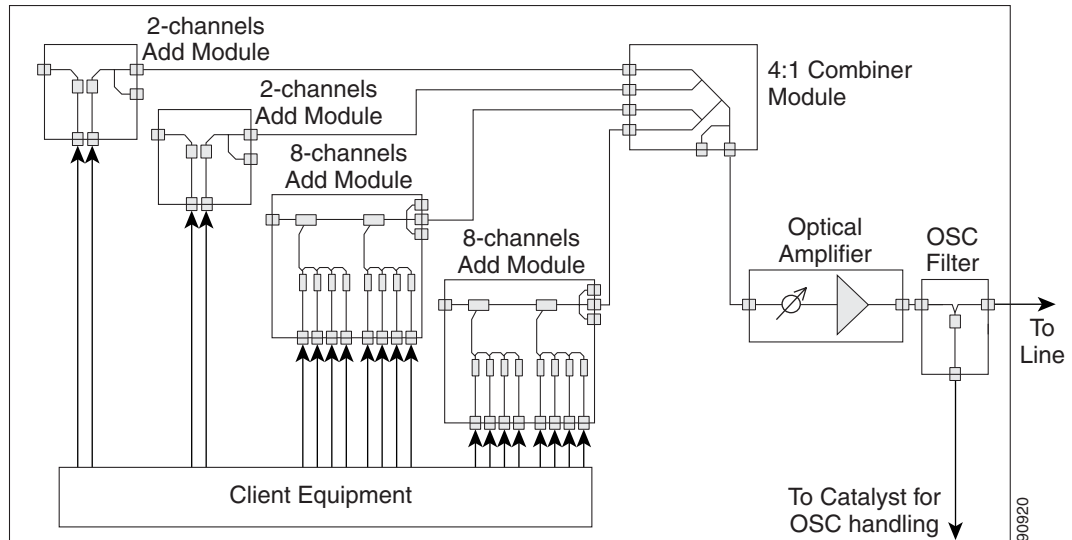 2-channels
Add Module
2-channels
Add Module
8-channels
Add Module
8-channels
Add Module
4:1 Combiner
Module
Optical
Amplifier
OSC
Filter
To
Line
Client Equipment
To Catalyst for
OSC handling
90920